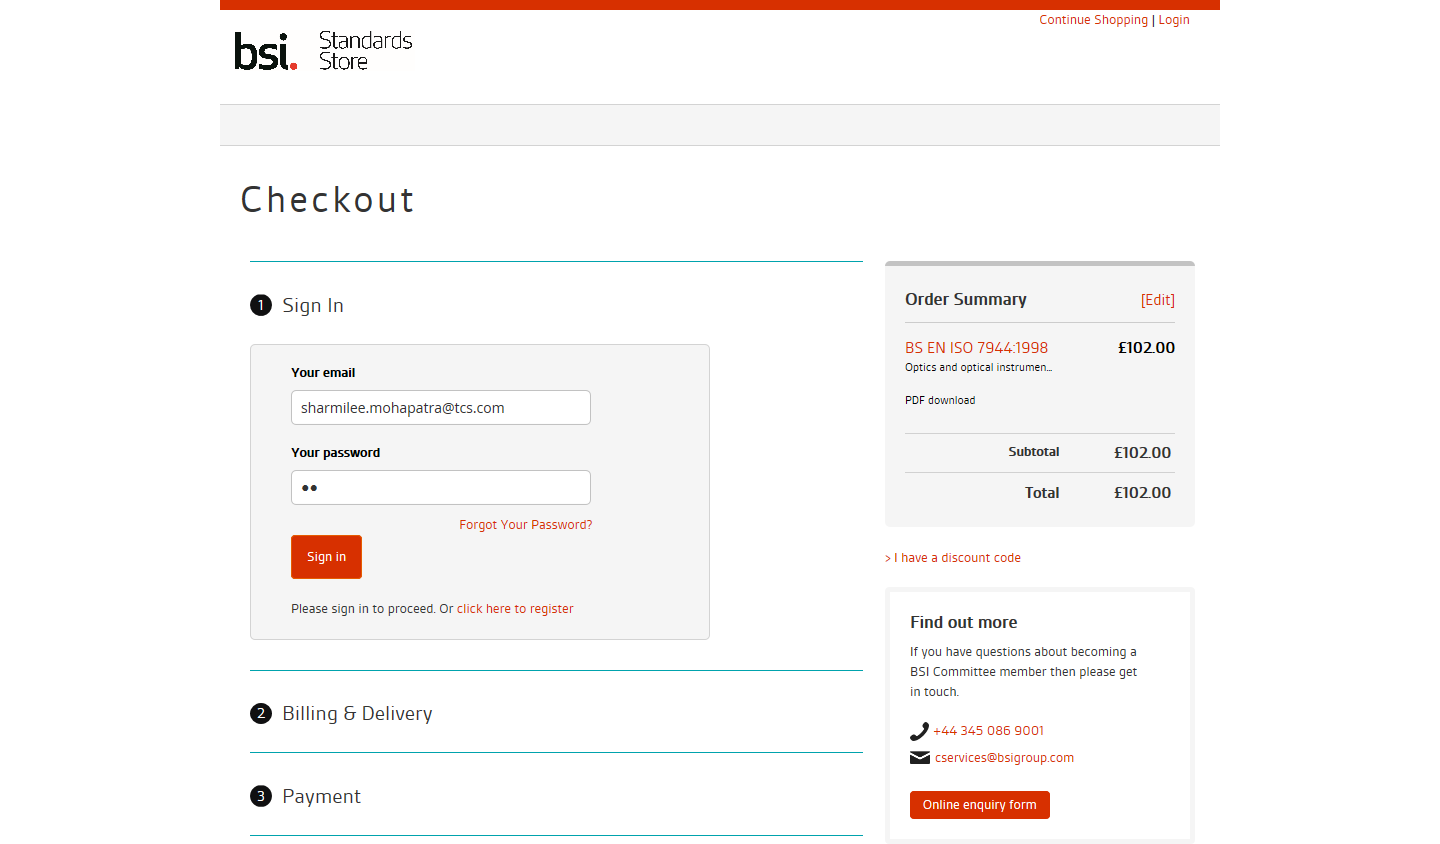 Continue Shopping | Login
bsi. Standards Store
Checkout
1 Sign In
Your email
sharmilee.mohapatra@tcs.com
Your password
••
Forgot Your Password?
Sign in
Please sign in to proceed. Or click here to register
2 Billing & Delivery
3 Payment
Order Summary [Edit]
BS EN ISO 7944:1998 £102.00
Optics and optical instrumen...
PDF download
Subtotal £102.00
Total £102.00
> I have a discount code
Find out more
If you have questions about becoming a
BSI Committee member then please get
in touch.
+44 345 086 9001
cservices@bsigroup.com
Online enquiry form